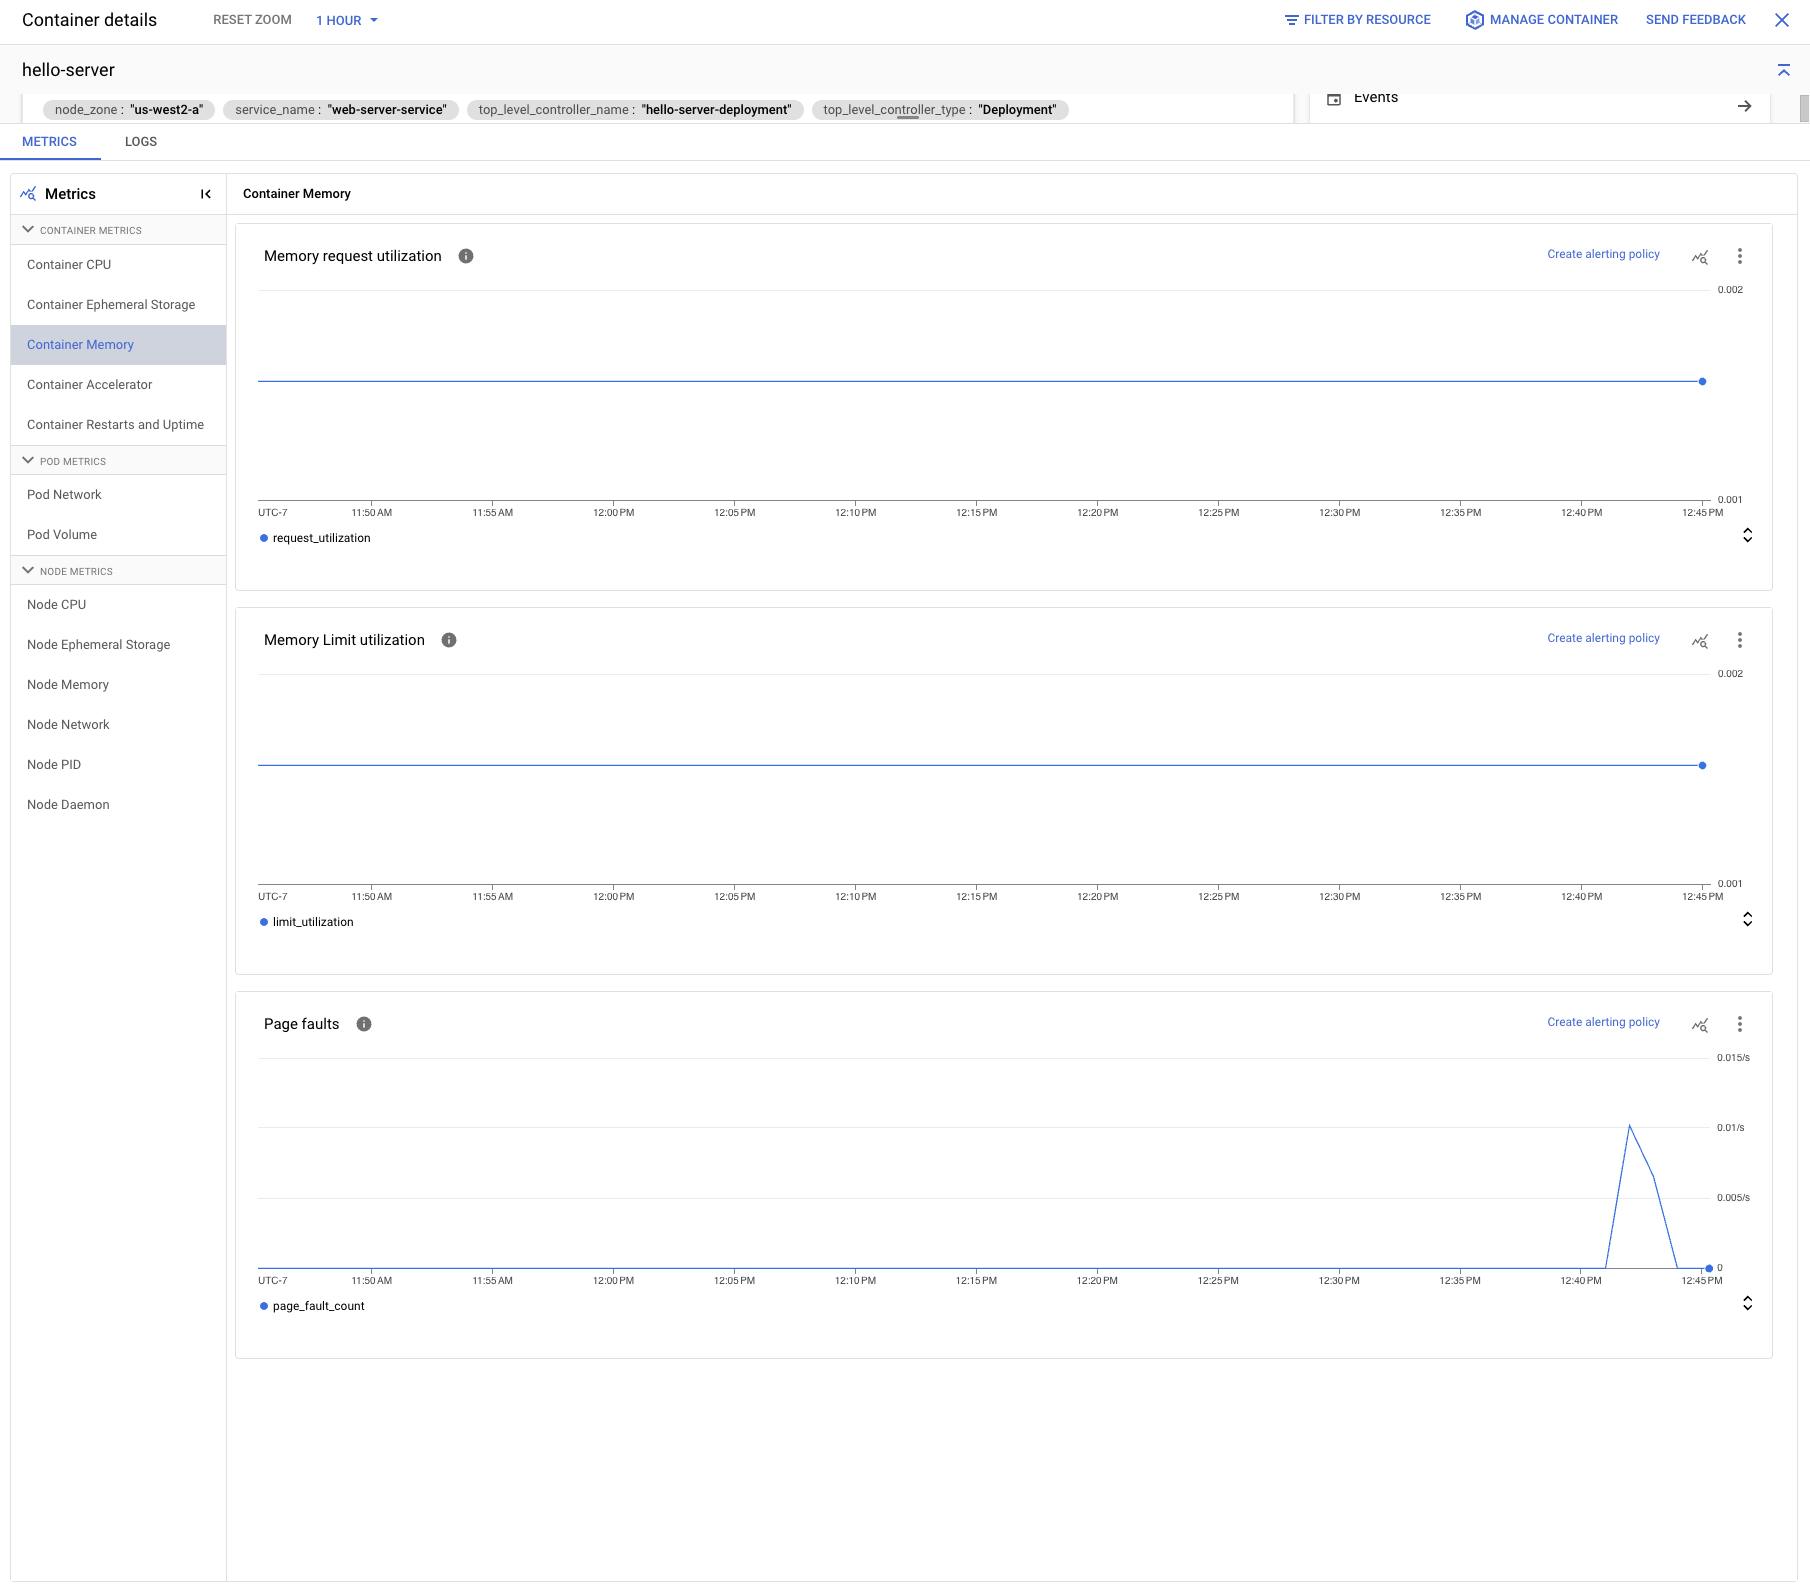 Container details RESET ZOOM 1 HOUR FILTER BY RESOURCE MANAGE CONTAINER SEND FEEDBACK
hello-server
node_zone : "us-west2-a" service_name : "web-server-service" top_level_controller_name : "hello-server-deployment" top_level_controller_type : "Deployment" Events
METRICS LOGS
Metrics
CONTAINER METRICS
Container CPU
Container Ephemeral Storage
Container Memory
Container Accelerator
Container Restarts and Uptime
POD METRICS
Pod Network
Pod Volume
NODE METRICS
Node CPU
Node Ephemeral Storage
Node Memory
Node Network
Node PID
Node Daemon
Container Memory
Memory request utilization Create alerting policy
0.002
0.001
UTC-7 11:50 AM 11:55 AM 12:00 PM 12:05 PM 12:10 PM 12:15 PM 12:20 PM 12:25 PM 12:30 PM 12:35 PM 12:40 PM 12:45 PM
request_utilization
Memory Limit utilization Create alerting policy
0.002
0.001
UTC-7 11:50 AM 11:55 AM 12:00 PM 12:05 PM 12:10 PM 12:15 PM 12:20 PM 12:25 PM 12:30 PM 12:35 PM 12:40 PM 12:45 PM
limit_utilization
Page faults Create alerting policy
0.015/s
0.01/s
0.005/s
0
UTC-7 11:50 AM 11:55 AM 12:00 PM 12:05 PM 12:10 PM 12:15 PM 12:20 PM 12:25 PM 12:30 PM 12:35 PM 12:40 PM 12:45 PM
page_fault_count